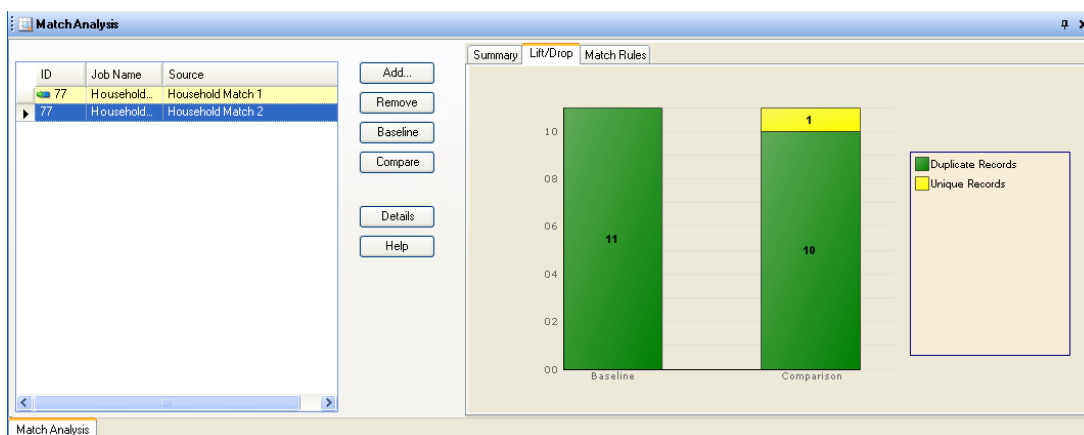 Match Analysis
ID Job Name Source
77 Household... Household Match 1
77 Household... Household Match 2
Add...
Remove
Baseline
Compare
Details
Help
Summary Lift/Drop Match Rules
10
08
06
04
02
00
11
1
10
Baseline Comparison
Duplicate Records
Unique Records
Match Analysis